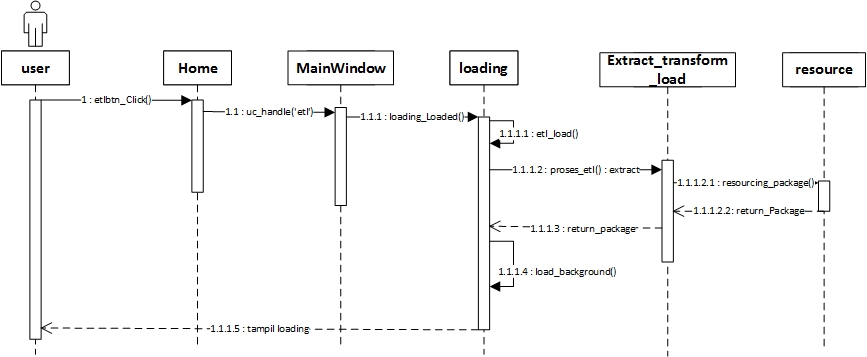 user
Home
MainWindow
loading
Extract_transform
_load
resource
1 : etlbtn_Click()
1.1 : uc_handle('etl')
1.1.1 : loading_Loaded()
1.1.1.1 : etl_load()
1.1.1.2 : proses_etl() : extract
1.1.1.2.1 : resourcing_package()
1.1.1.2.2: return_Package
1.1.1.3 : return_package
1.1.1.4 : load_background()
1.1.1.5 : tampil loading